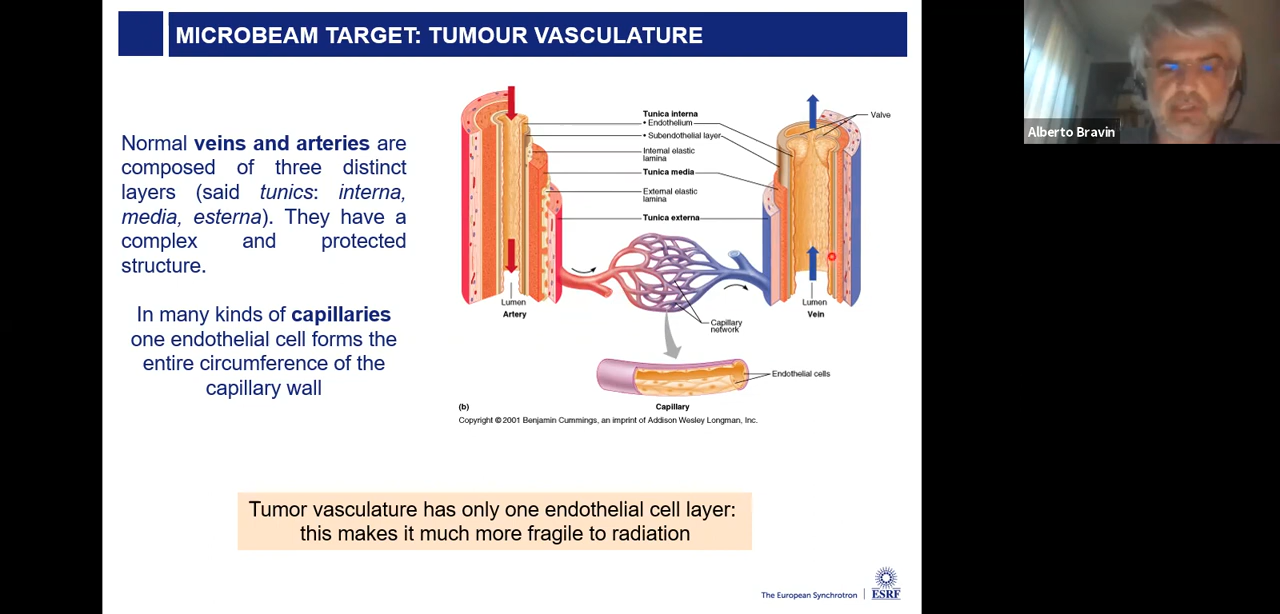 MICROBEAM TARGET: TUMOUR VASCULATURE
Alberto Bravin
Normal veins and arteries are
composed of three distinct
layers (said tunics: interna,
media, esterna). They have a
complex and protected
structure.
In many kinds of capillaries
one endothelial cell forms the
entire circumference of the
capillary wall
Tunica interna
• Endothelium
• Subendothelial layer
Internal elastic
lamina
Tunica media
External elastic
lamina
Tunica externa
Valve
Lumen
Artery
Lumen
Vein
Capillary
network
Endothelial cells
(b)
Capillary
Copyright © 2001 Benjamin Cummings, an imprint of Addison Wesley Longman, Inc.
Tumor vasculature has only one endothelial cell layer:
this makes it much more fragile to radiation
The European Synchrotron
ESRF